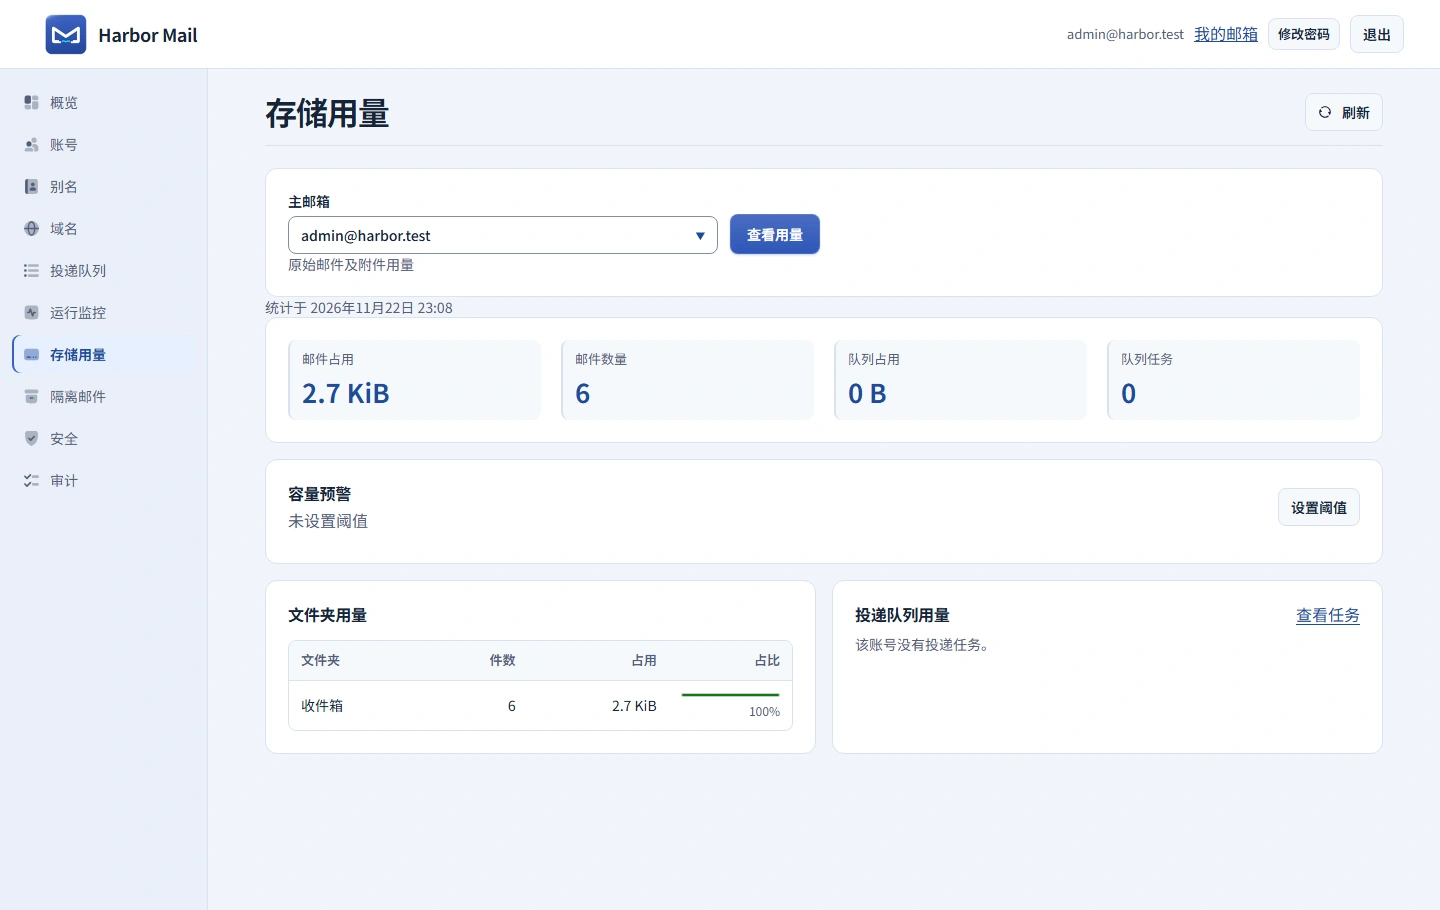 Harbor Mail
admin@harbor.test 我的邮箱 修改密码 退出
概览
账号
别名
域名
投递队列
运行监控
存储用量
隔离邮件
安全
审计
存储用量
刷新
主邮箱
admin@harbor.test
查看用量
原始邮件及附件用量
统计于 2026年11月22日 23:08
邮件占用
2.7 KiB
邮件数量
6
队列占用
0 B
队列任务
0
容量预警
未设置阈值
设置阈值
文件夹用量
文件夹 件数 占用 占比
收件箱 6 2.7 KiB 100%
投递队列用量
查看任务
该账号没有投递任务。